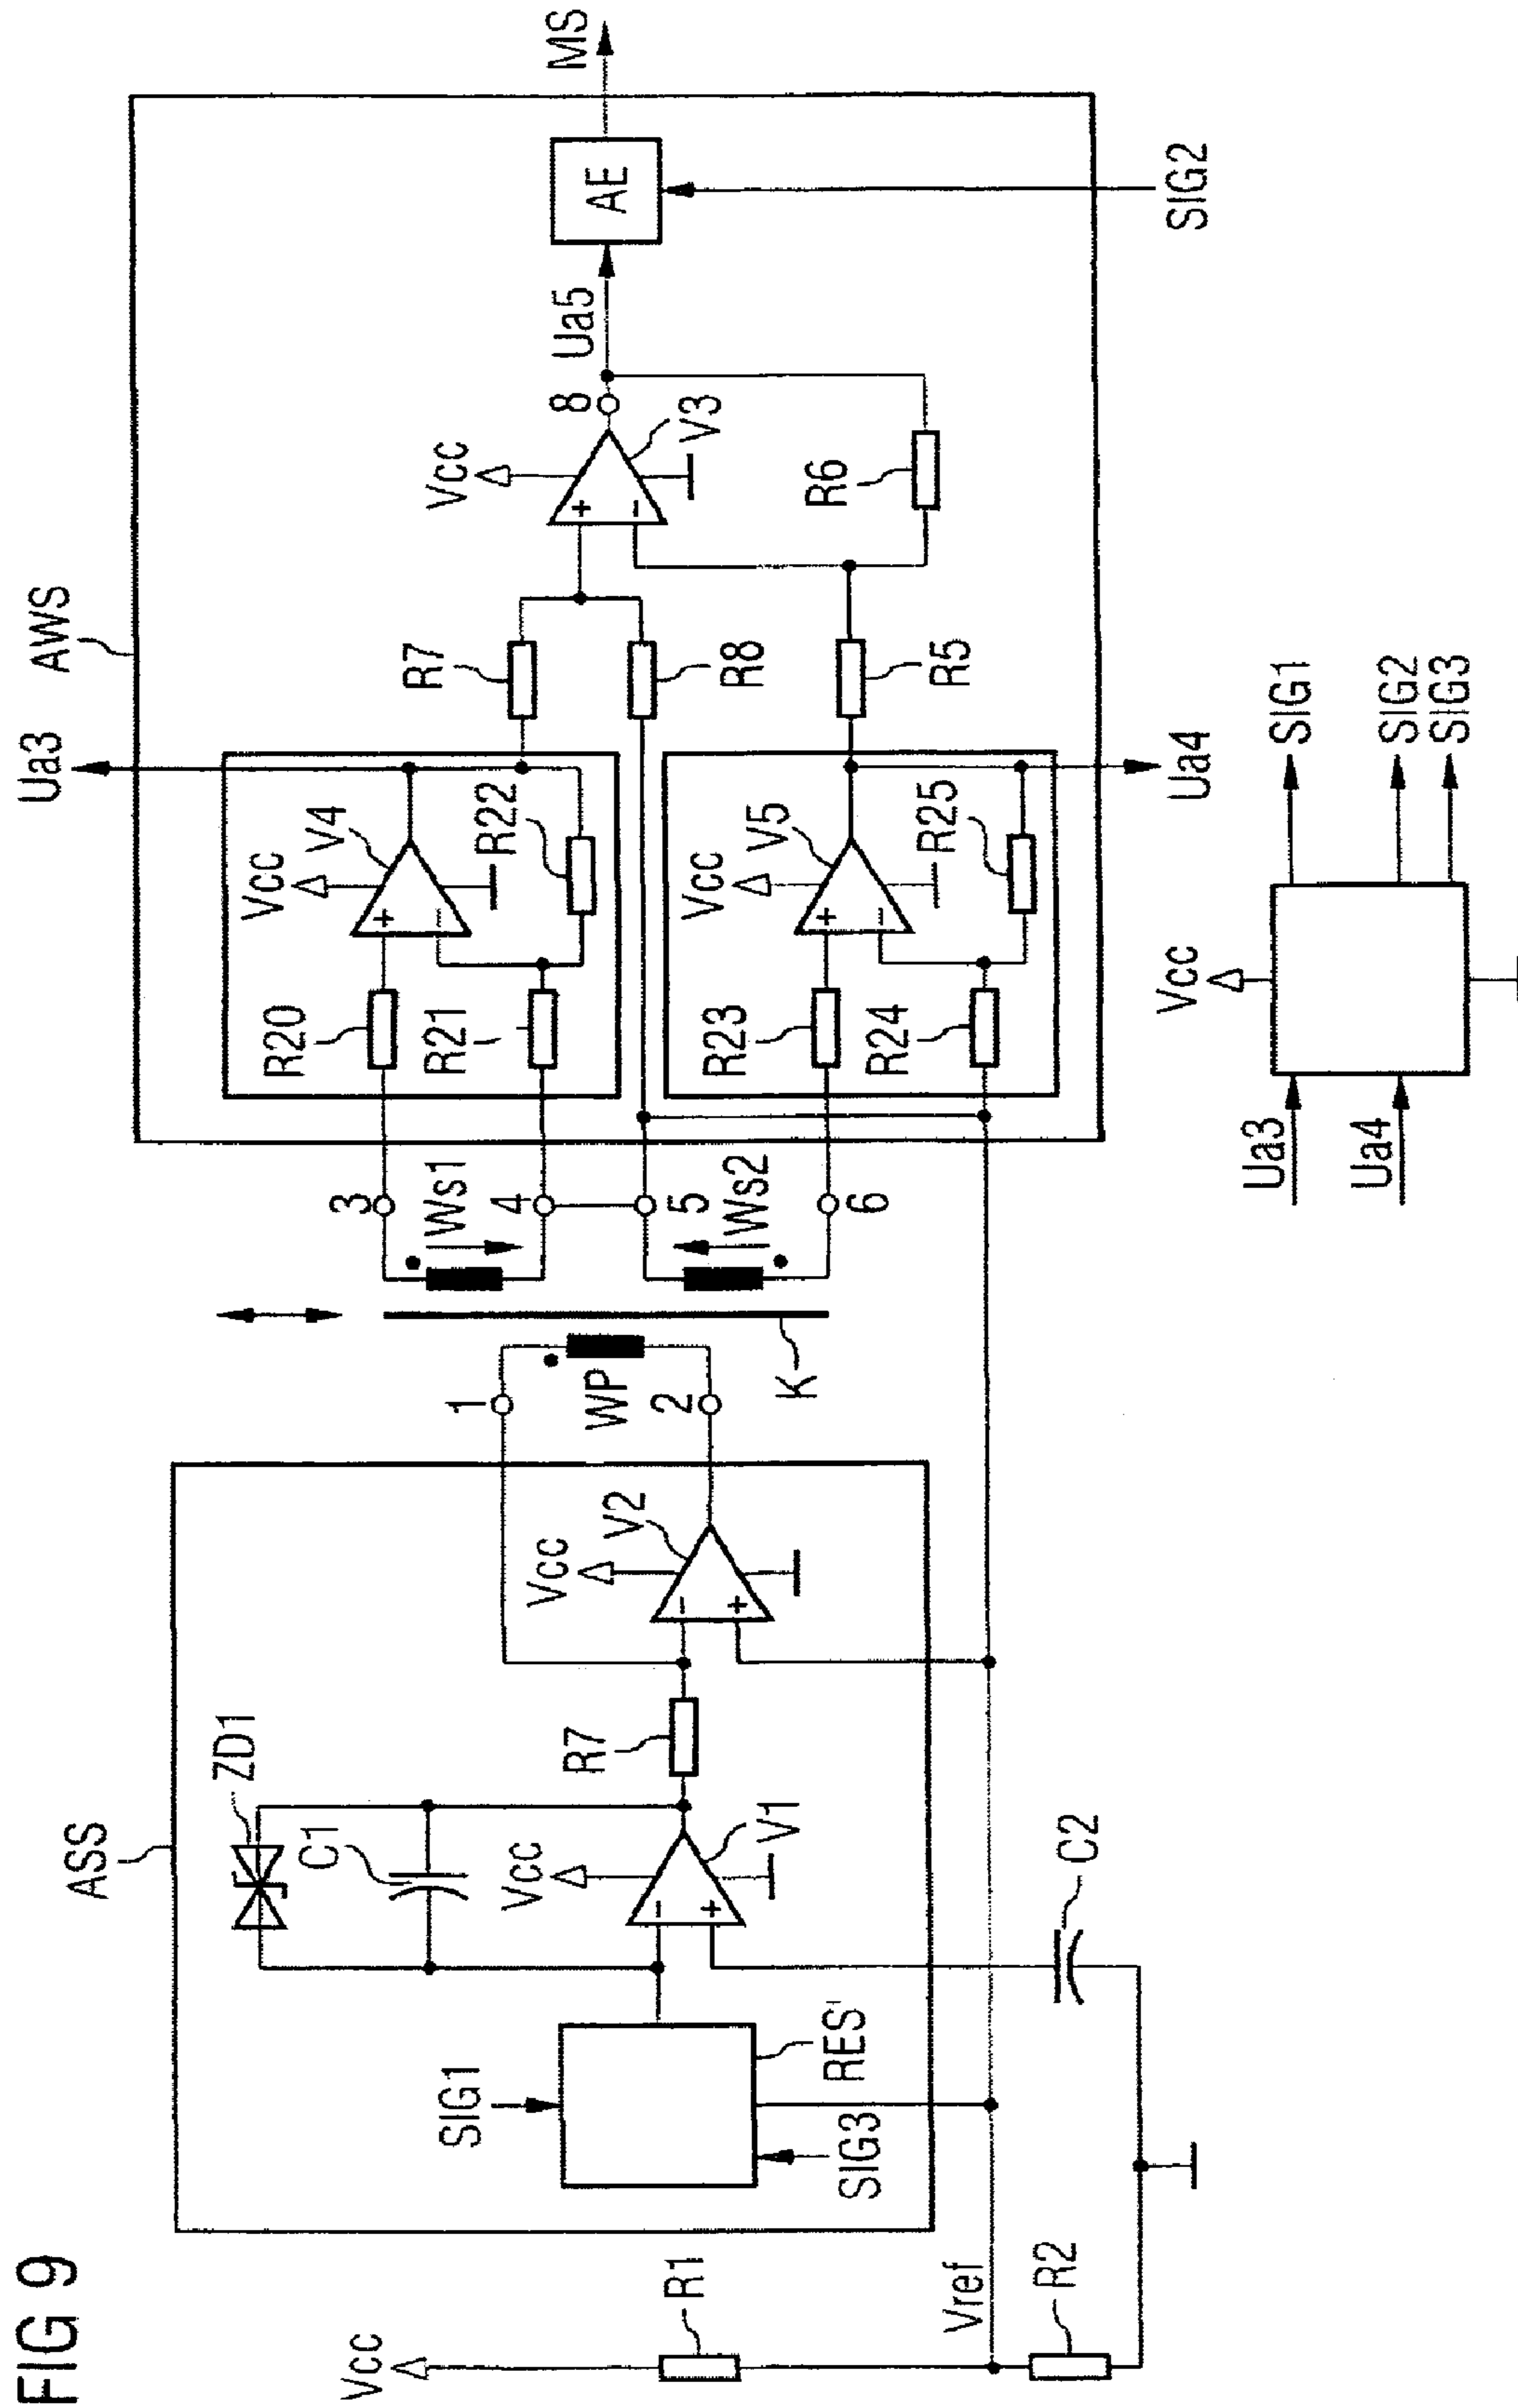 FIG 9
Vcc
R1
Vref
R2
C2
ASS
ZD1
C1
SIG1
SIG3
RES'
Vcc
V1
-
+
R7
Vcc
V2
-
+
1
WP
2
K
3
Ws1
4
5
Ws2
6
AWS
Ua3
R20
R21
Vcc
V4
+
-
R22
R23
R24
Vcc
V5
+
-
R25
Ua4
R7
R8
R5
Vcc
+
-
V3
8
R6
Ua5
AE
MS
SIG2
Ua3
Ua4
Vcc
SIG1
SIG2
SIG3